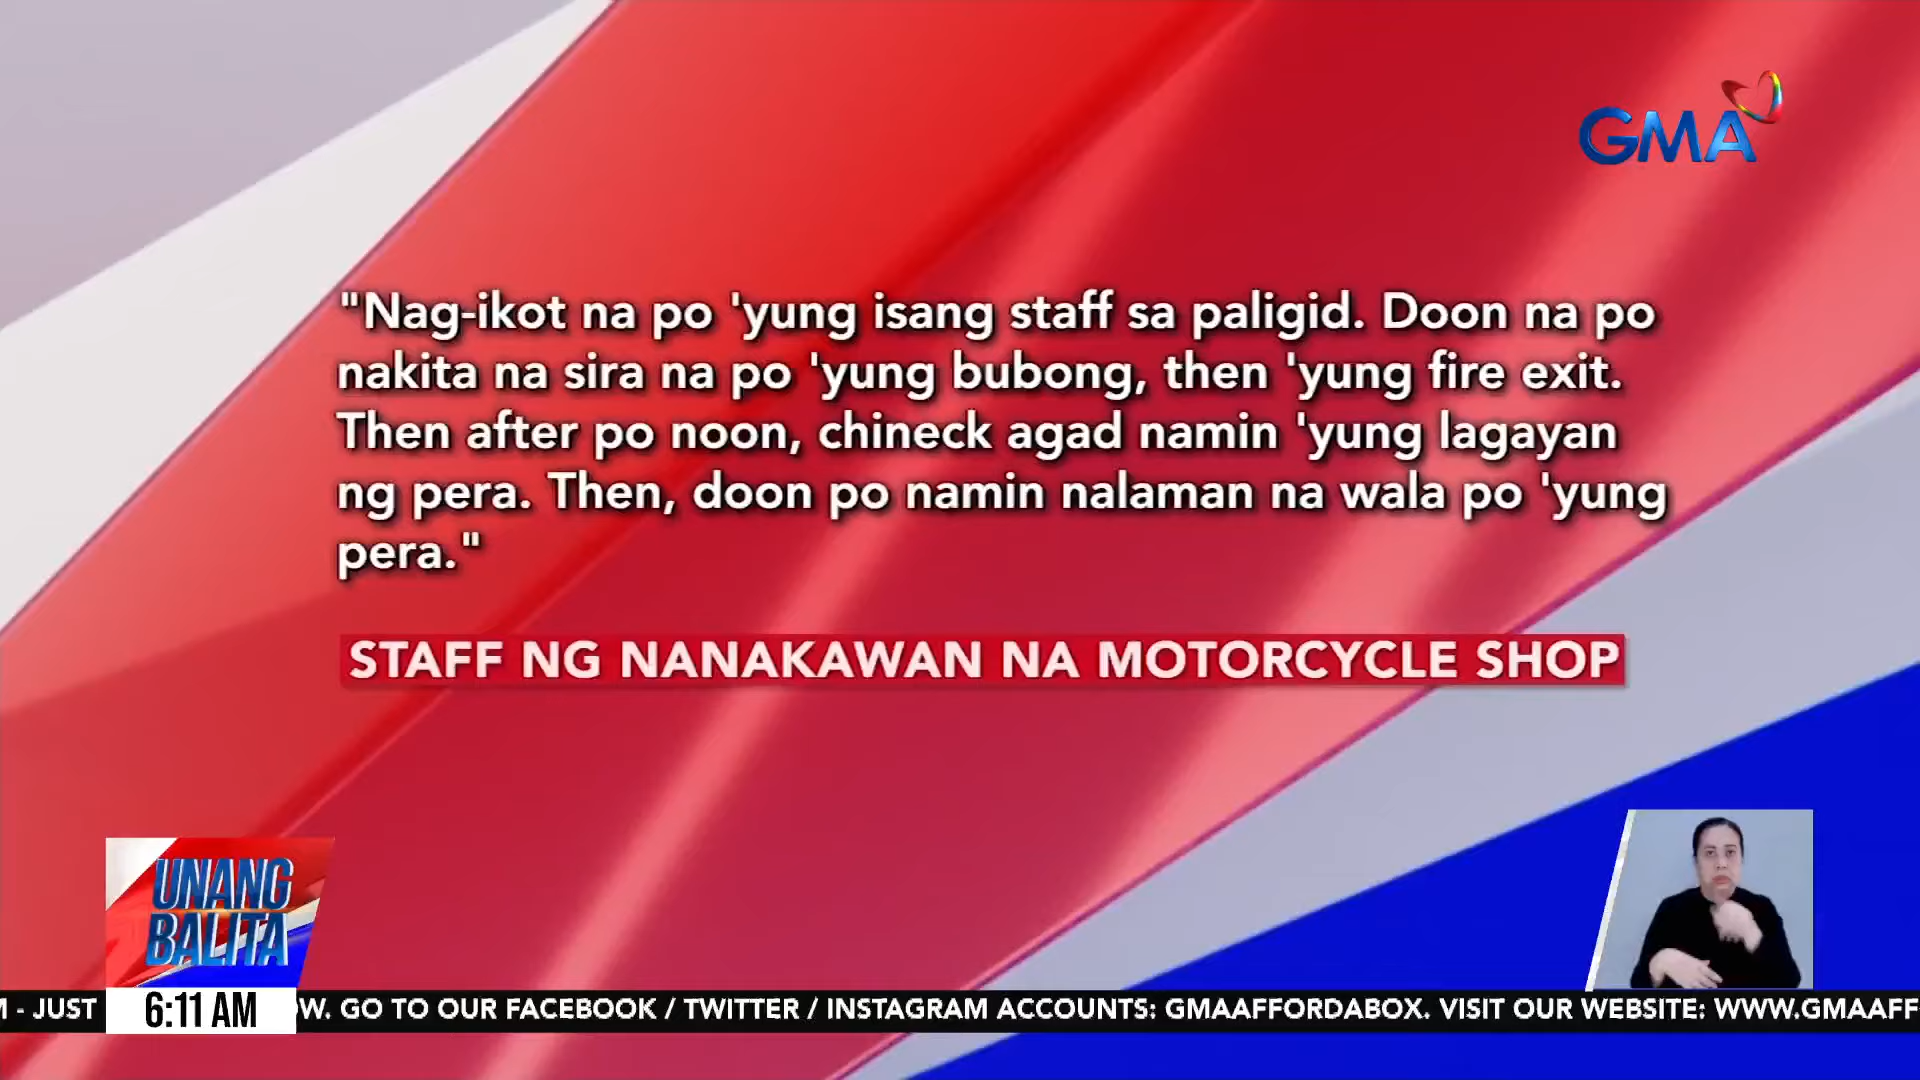 GMA
"Nag-ikot na po 'yung isang staff sa paligid. Doon na po
nakita na sira na po 'yung bubong, then 'yung fire exit.
Then after po noon, chineck agad namin 'yung lagayan
ng pera. Then, doon po namin nalaman na wala po 'yung
pera."
STAFF NG NANAKAWAN NA MOTORCYCLE SHOP
UNANG
BALITA
6:11 AM
M - JUST OW. GO TO OUR FACEBOOK / TWITTER / INSTAGRAM ACCOUNTS: GMAAFFORDABOX. VISIT OUR WEBSITE: WWW.GMAAFF